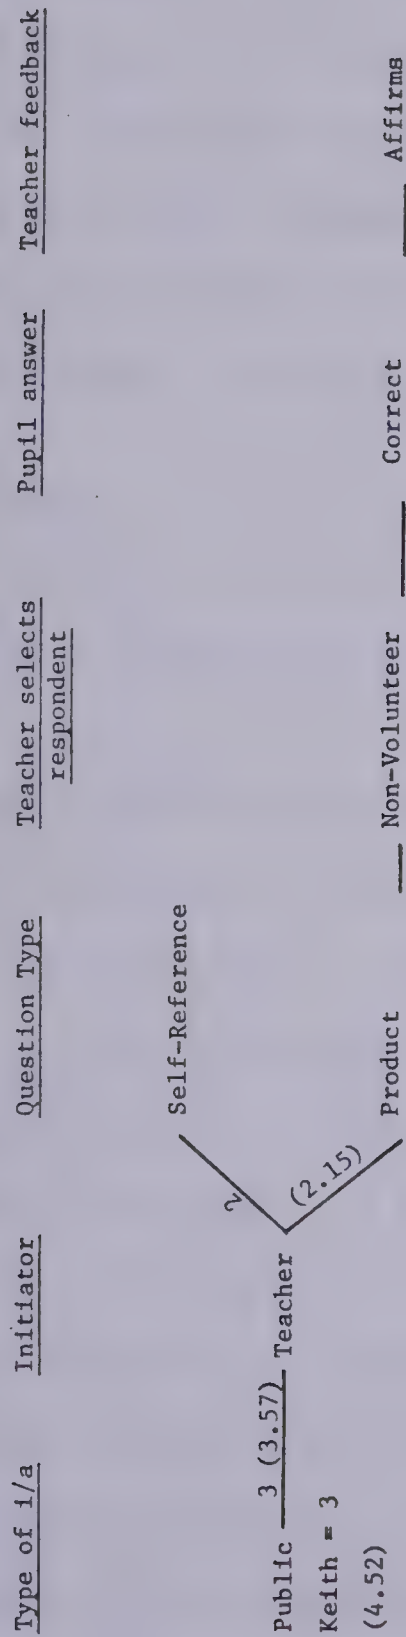 Type of i/a Initiator Question Type Teacher selects Pupil answer Teacher feedback
respondent
Self-Reference
2
Public 3 (3.57) Teacher
(2.15)
Keith = 3
(4.52)
Product Non-Volunteer Correct Affirms